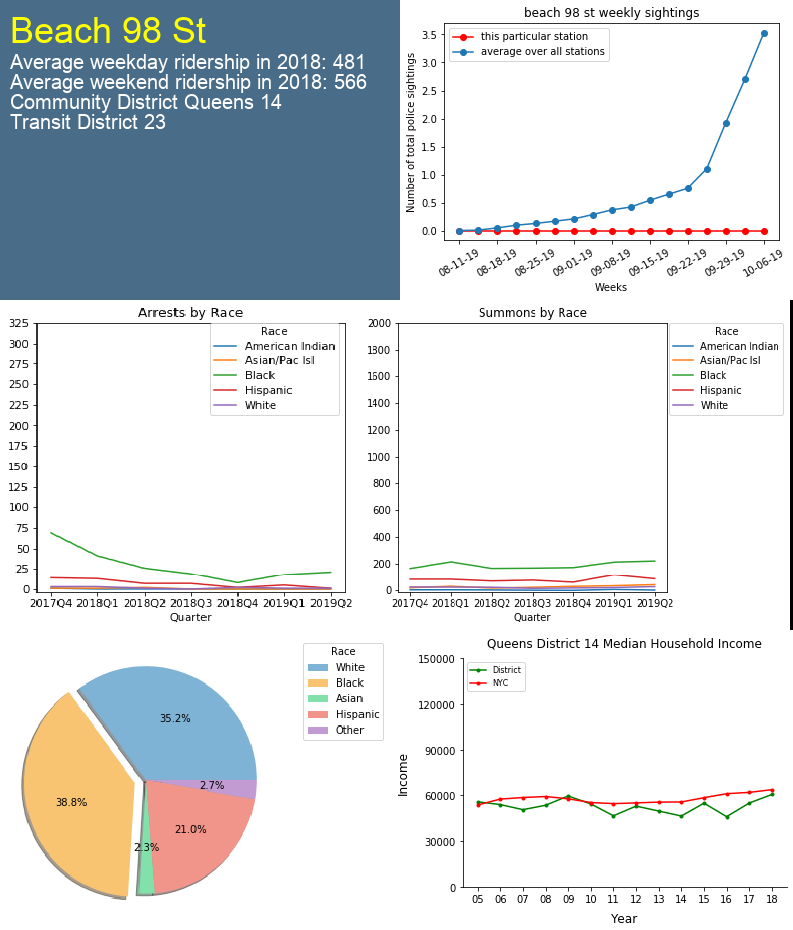 Beach 98 St
Average weekday ridership in 2018: 481
Average weekend ridership in 2018: 566
Community District Queens 14
Transit District 23
beach 98 st weekly sightings
this particular station
average over all stations
Number of total police sightings
3.5
3.0
2.5
2.0
1.5
1.0
0.5
0.0
08-11-19 08-18-19 08-25-19 09-01-19 09-08-19 09-15-19 09-22-19 09-29-19 10-06-19
Weeks
Arrests by Race
Race
American Indian
Asian/Pac Isl
Black
Hispanic
White
325
300
275
250
225
200
175
150
125
100
75
50
25
0
2017Q4 2018Q1 2018Q2 2018Q3 2018Q4 2019Q1 2019Q2
Quarter
Summons by Race
Race
American Indian
Asian/Pac Isl
Black
Hispanic
White
2000
1800
1600
1400
1200
1000
800
600
400
200
0
2017Q4 2018Q1 2018Q2 2018Q3 2018Q4 2019Q1 2019Q2
Quarter
Race
White
Black
Asian
Hispanic
Other
35.2%
38.8%
2.7%
21.0%
2.3%
Queens District 14 Median Household Income
District
NYC
Income
150000
120000
90000
60000
30000
0
05 06 07 08 09 10 11 12 13 14 15 16 17 18
Year